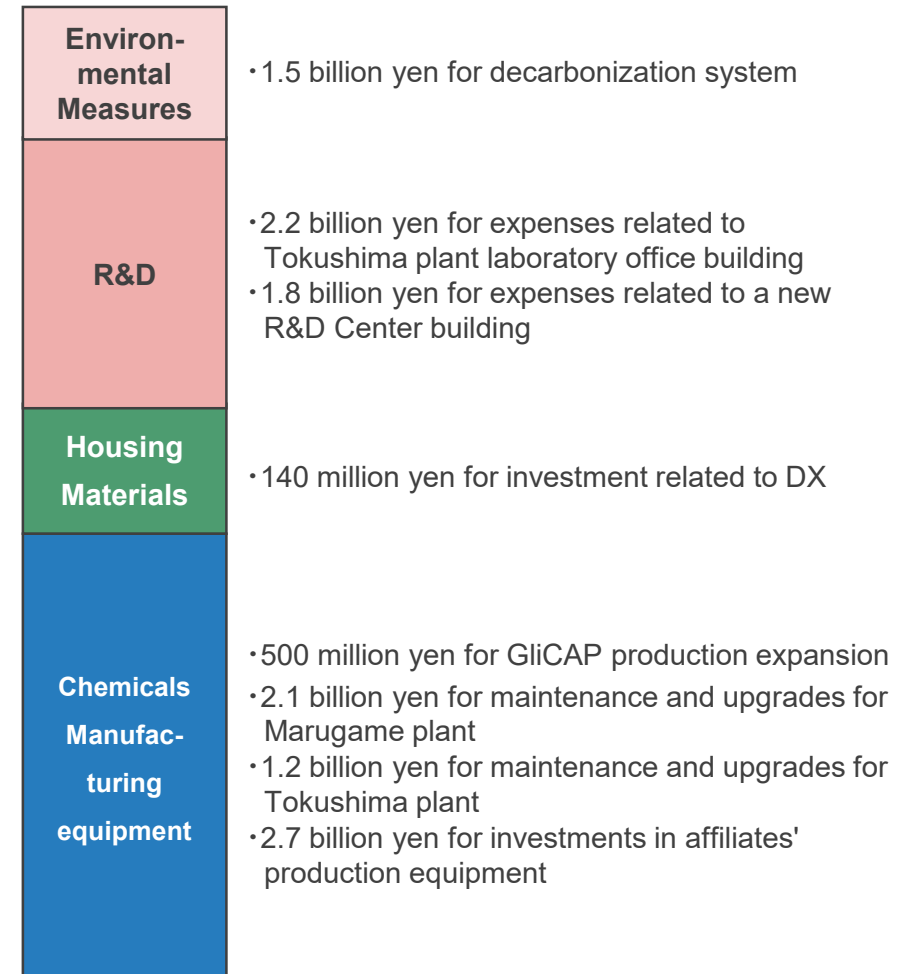 Environ-
mental
Measures
・1.5 billion yen for decarbonization system
R&D
・2.2 billion yen for expenses related to
Tokushima plant laboratory office building
・1.8 billion yen for expenses related to a new
R&D Center building
Housing
Materials
・140 million yen for investment related to DX
Chemicals
Manufac-
turing
equipment
・500 million yen for GliCAP production expansion
・2.1 billion yen for maintenance and upgrades for
Marugame plant
・1.2 billion yen for maintenance and upgrades for
Tokushima plant
・2.7 billion yen for investments in affiliates'
production equipment